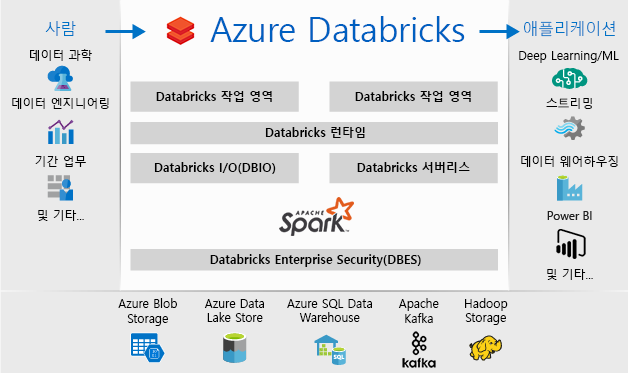 사람
Azure Databricks
애플리케이션
데이터 과학
데이터 엔지니어링
기간 업무
및 기타...
Databricks 작업 영역
Databricks 작업 영역
Databricks 런타임
Databricks I/O(DBIO)
Databricks 서버리스
APACHE
Spark™
Databricks Enterprise Security(DBES)
Deep Learning/ML
스트리밍
데이터 웨어하우징
Power BI
및 기타...
Azure Blob
Storage
Azure Data
Lake Store
Azure SQL Data
Warehouse
SQL
Apache
Kafka
kafka
Hadoop
Storage